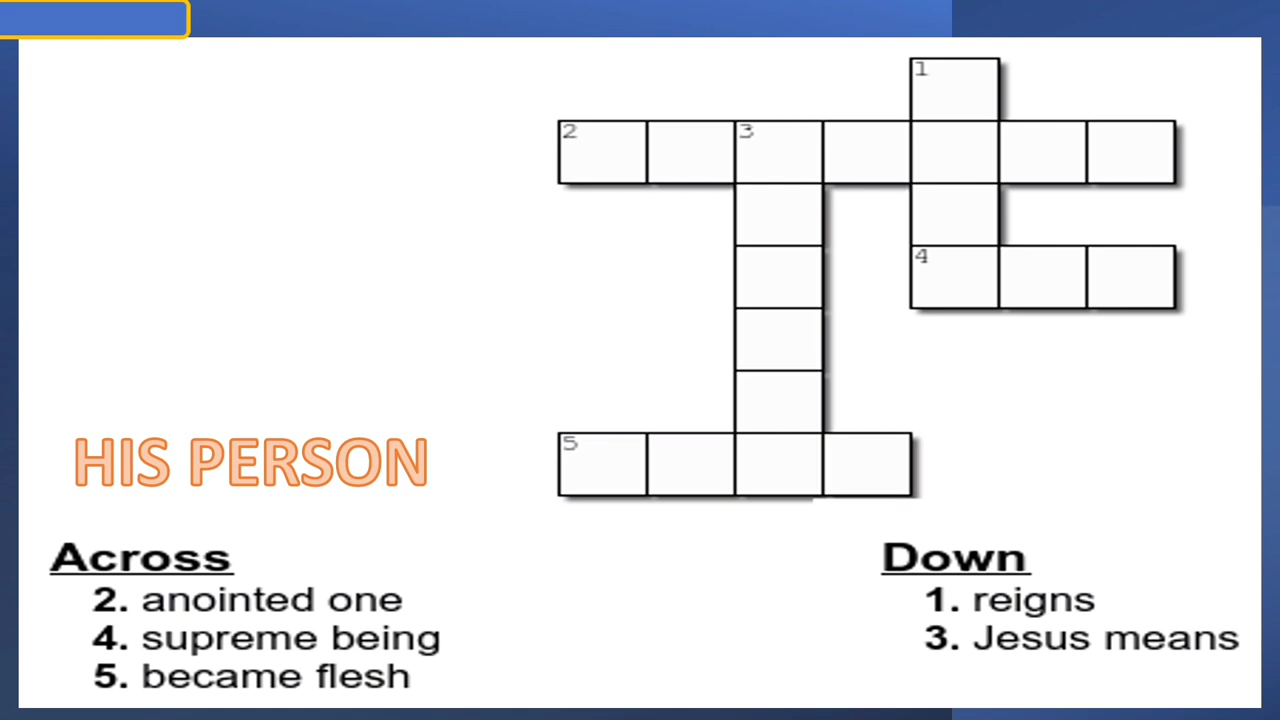 1
2
3
4
5
HIS PERSON
Across
2. anointed one
4. supreme being
5. became flesh
Down
1. reigns
3. Jesus means